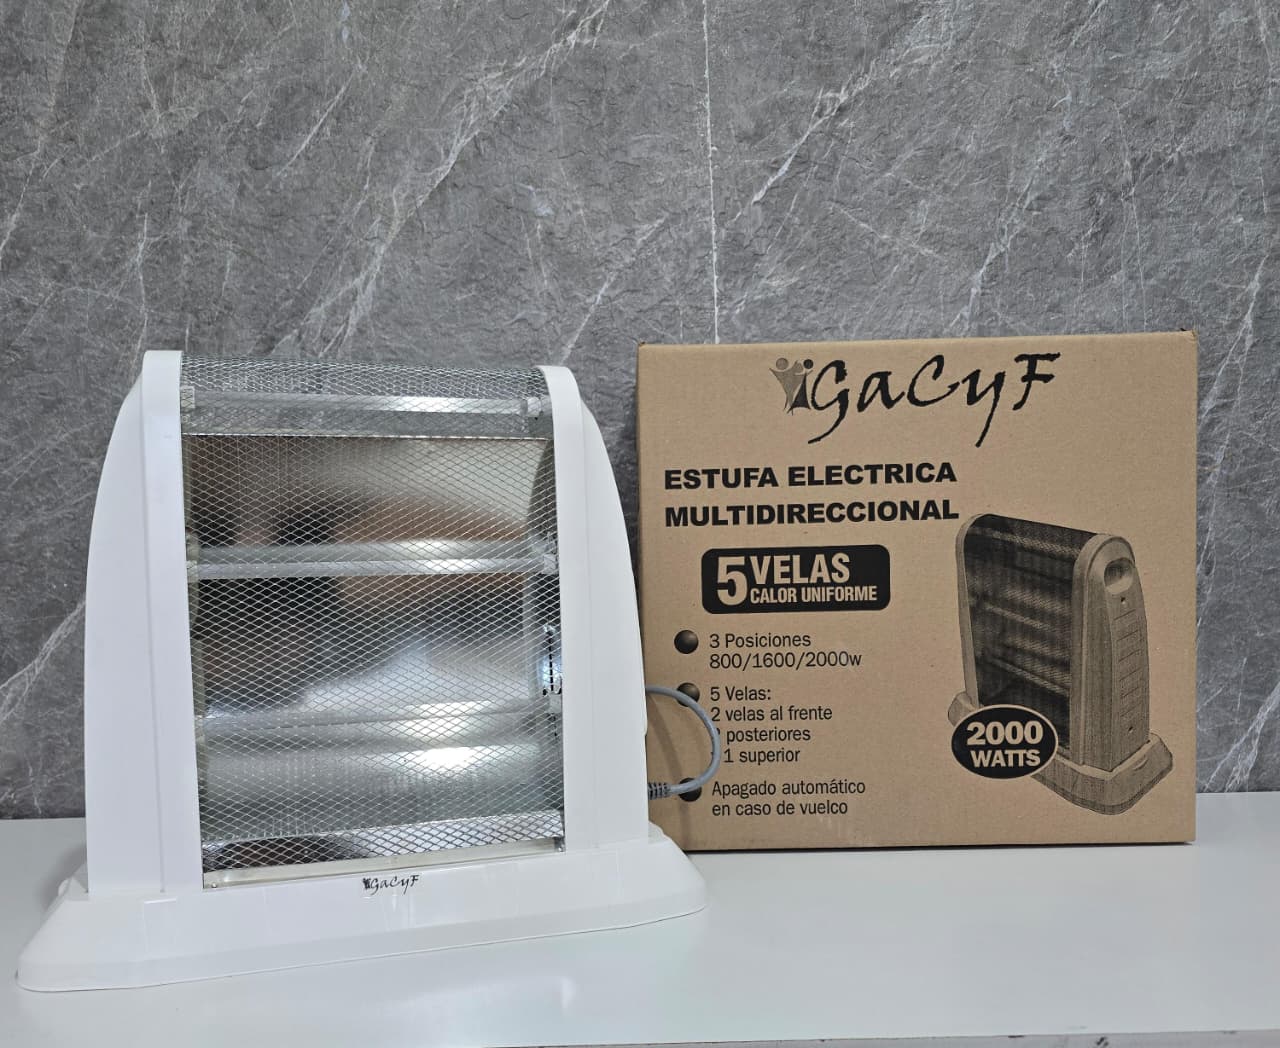 GaCyF
ESTUFA ELECTRICA
MULTIDIRECCIONAL
5 VELAS
CALOR UNIFORME
3 Posiciones
800/1600/2000w
5 Velas:
2 velas al frente
posteriores
1 superior
2000
WATTS
Apagado automático
en caso de vuelco
GaCyF